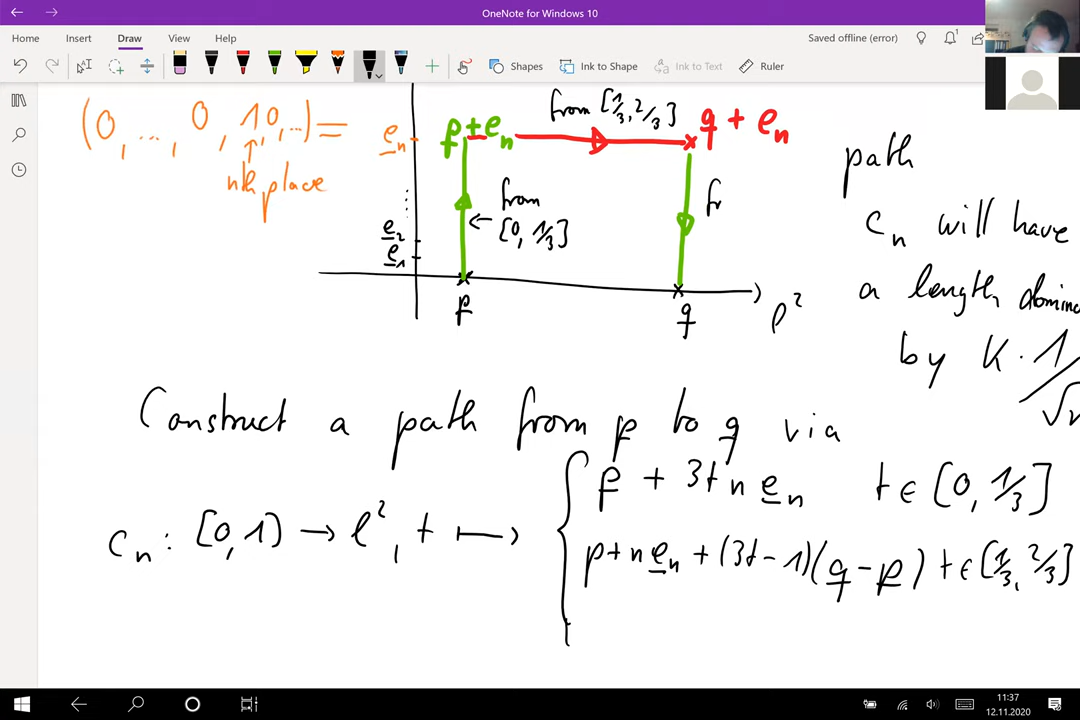 OneNote for Windows 10
Home Insert Draw View Help
Saved offline (error)
Shapes Ink to Shape Ink to Text Ruler
(0, ..., 0, 1 0, ...) = e_n
nth place
p + e_n
from [1/3, 2/3]
q + e_n
from [0, 1/3]
fr
e_2
e_1
p
q
ℓ²
path
c_n will have
a length domina
by K · 1/√n
Construct a path from p to q via
c_n : [0,1] → ℓ², t ↦ { p + 3t n e_n t ∈ [0, 1/3]
p + n e_n + (3t - 1)(q - p) t ∈ [1/3, 2/3]
11:37
12.11.2020